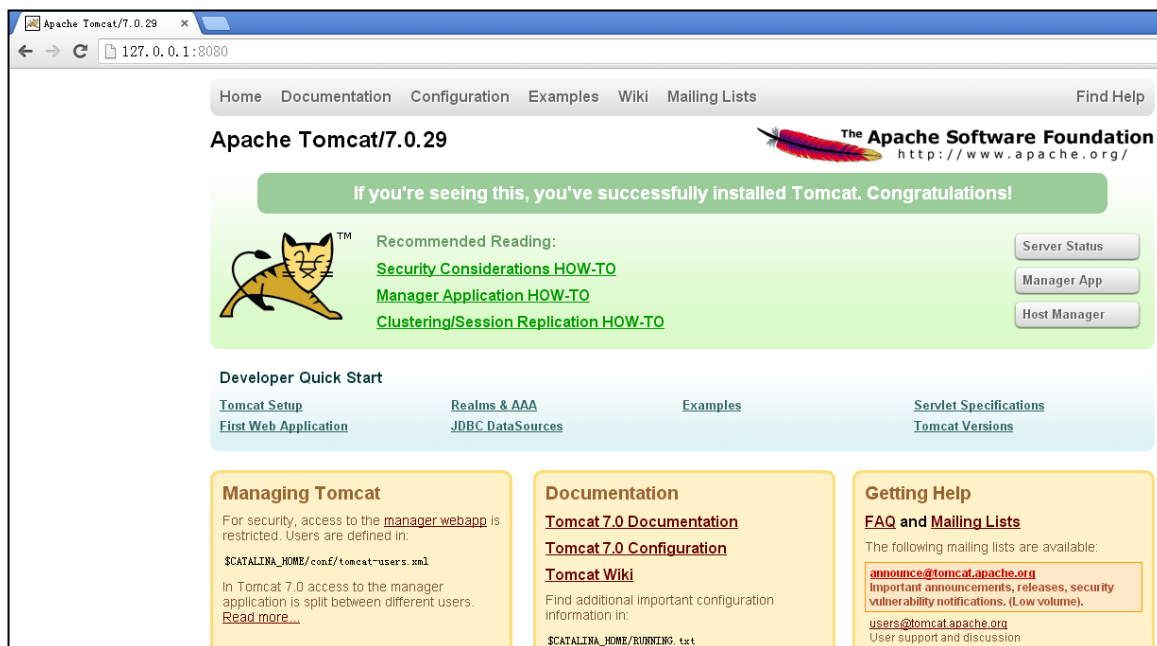 Apache Tomcat/7.0.29
127.0.0.1:8080
Home Documentation Configuration Examples Wiki Mailing Lists Find Help
Apache Tomcat/7.0.29
The Apache Software Foundation
http://www.apache.org/
If you're seeing this, you've successfully installed Tomcat. Congratulations!
TM
Recommended Reading:
Security Considerations HOW-TO
Manager Application HOW-TO
Clustering/Session Replication HOW-TO
Server Status
Manager App
Host Manager
Developer Quick Start
Tomcat Setup
First Web Application
Realms & AAA
JDBC DataSources
Examples
Servlet Specifications
Tomcat Versions
Managing Tomcat
For security, access to the manager webapp is
restricted. Users are defined in:
$CATALINA_HOME/conf/tomcat-users.xml
In Tomcat 7.0 access to the manager
application is split between different users.
Read more...
Documentation
Tomcat 7.0 Documentation
Tomcat 7.0 Configuration
Tomcat Wiki
Find additional important configuration
information in:
$CATALINA_HOME/RUNNING.txt
Getting Help
FAQ and Mailing Lists
The following mailing lists are available:
announce@tomcat.apache.org
Important announcements, releases, security
vulnerability notifications. (Low volume).
users@tomcat.apache.org
User support and discussion